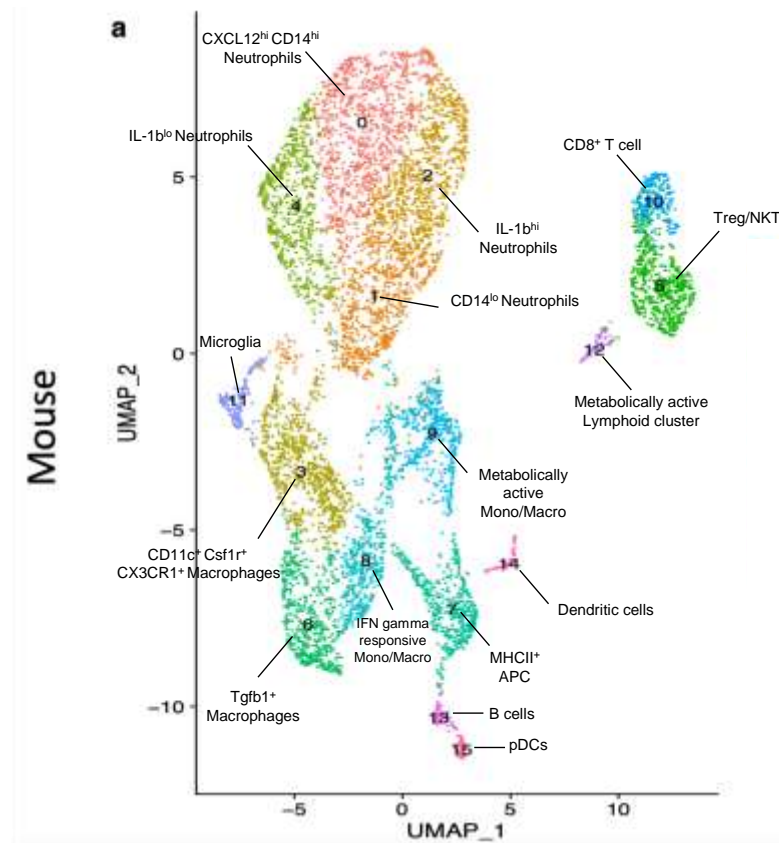 a
CXCL12hi CD14hi
Neutrophils
0
IL-1blo Neutrophils
CD8+ T cell
5
2
4
10
Treg/NKT
IL-1bhi
Neutrophils
1
CD14lo Neutrophils
Microglia
0
12
11
Metabolically active
Lymphoid cluster
UMAP_2
Mouse
9
3
Metabolically
active
Mono/Macro
−5
CD11c+ Csf1r+
CX3CR1+ Macrophages
8
14
Dendritic cells
6
7
IFN gamma
responsive
Mono/Macro
MHCII+
APC
Tgfb1+
Macrophages
−10
13
B cells
15
pDCs
−5
0
5
10
UMAP_1